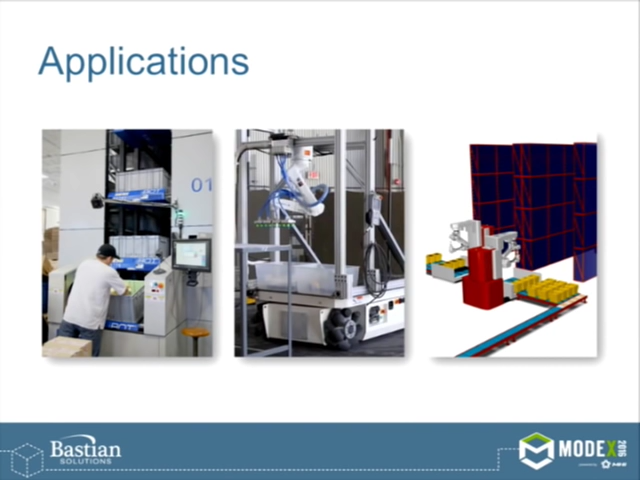 Applications
01
Bastian
SOLUTIONS
MODEX
2016